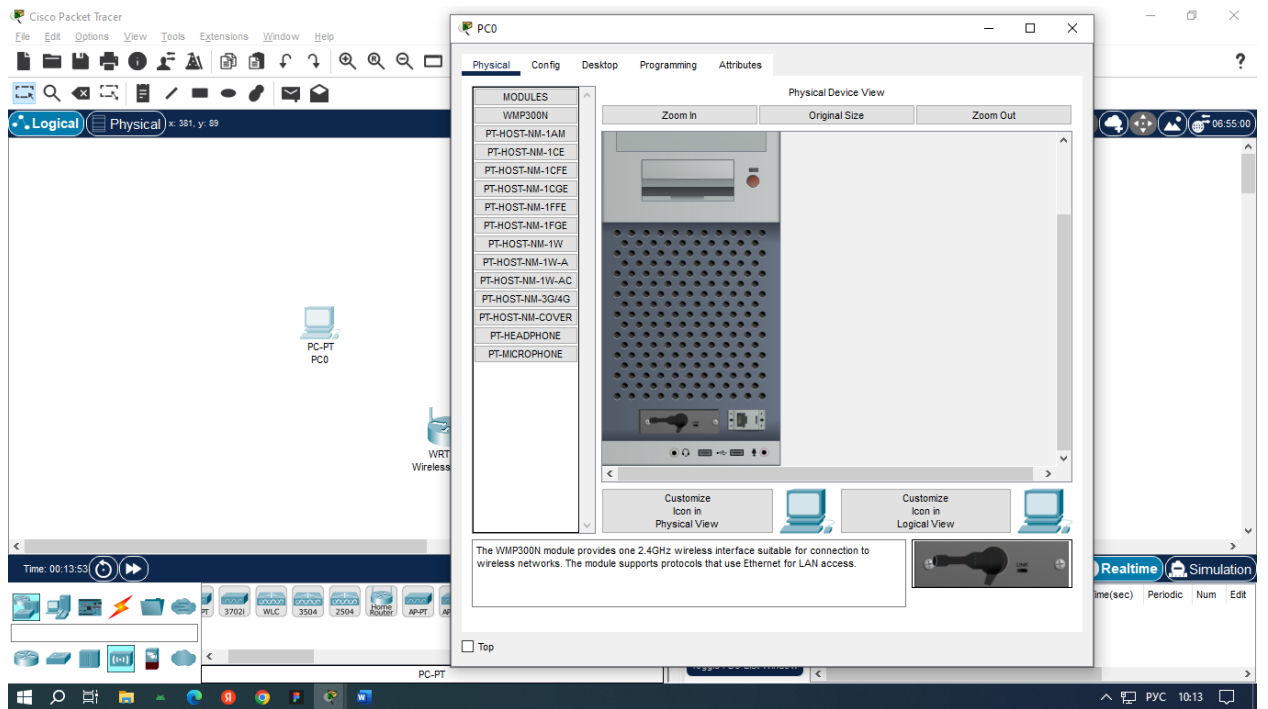 Cisco Packet Tracer
File Edit Options View Tools Extensions Window Help
Logical Physical x: 381, y: 89
06:55:00
PC-PT
PC0
WRT
Wireless
Time: 00:13:53
Realtime Simulation
PT 3702i WLC 3504 2504 Home Router AP-PT
Time(sec) Periodic Num Edit
PC-PT
PC0
Physical Config Desktop Programming Attributes
MODULES
WMP300N
PT-HOST-NM-1AM
PT-HOST-NM-1CE
PT-HOST-NM-1CFE
PT-HOST-NM-1CGE
PT-HOST-NM-1FFE
PT-HOST-NM-1FGE
PT-HOST-NM-1W
PT-HOST-NM-1W-A
PT-HOST-NM-1W-AC
PT-HOST-NM-3G/4G
PT-HOST-NM-COVER
PT-HEADPHONE
PT-MICROPHONE
Physical Device View
Zoom In Original Size Zoom Out
Customize
Icon in
Physical View
Customize
Icon in
Logical View
The WMP300N module provides one 2.4GHz wireless interface suitable for connection to
wireless networks. The module supports protocols that use Ethernet for LAN access.
LINK
Top
РУС 10:13